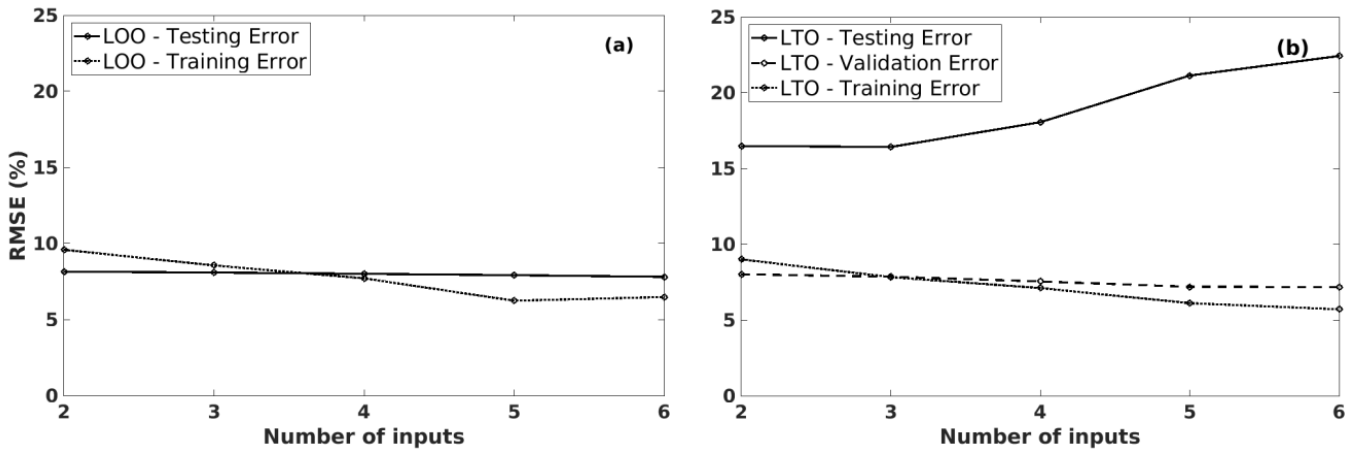 25
20
15
10
5
0
RMSE (%)
LOO - Testing Error
LOO - Training Error
(a)
2 3 4 5 6
Number of inputs
25
20
15
10
5
0
LTO - Testing Error
LTO - Validation Error
LTO - Training Error
(b)
2 3 4 5 6
Number of inputs